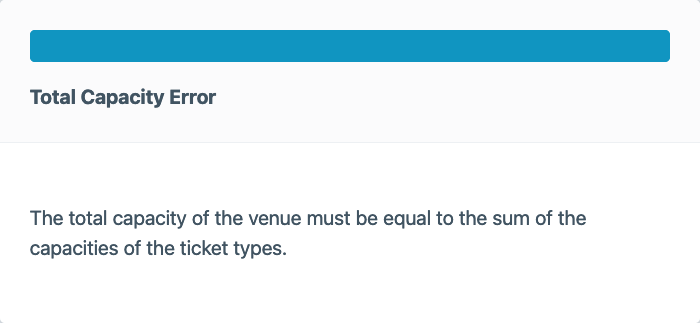 Total Capacity Error
The total capacity of the venue must be equal to the sum of the
capacities of the ticket types.